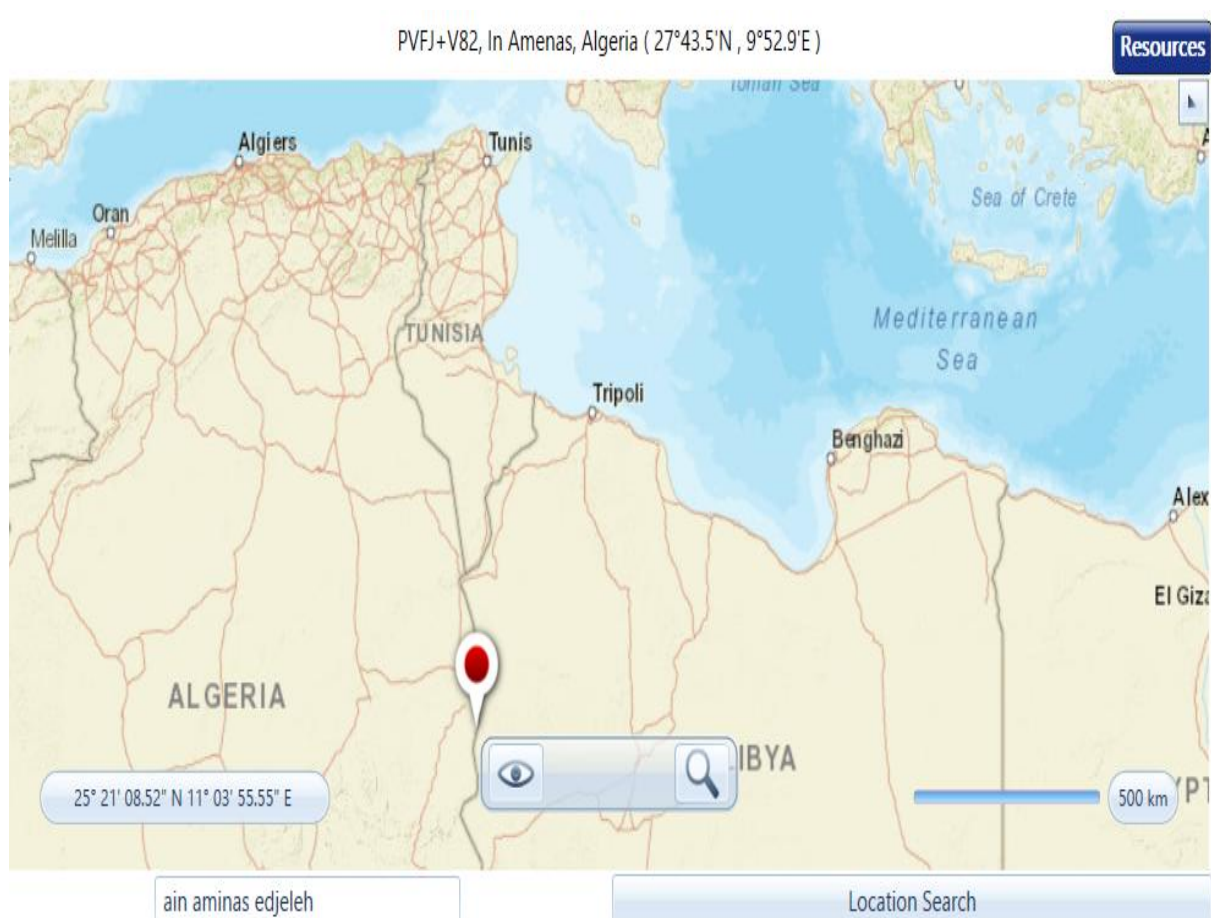 PVFJ+V82, In Amenas, Algeria ( 27°43.5'N , 9°52.9'E )
Resources
Algiers
Tunis
Oran
Melilla
Sea of Crete
TUNISIA
Mediterranean
Sea
Tripoli
Benghazi
Alex
El Giza
ALGERIA
IBYA
25° 21' 08.52" N 11° 03' 55.55" E
500 km
YPT
ain aminas edjeleh
Location Search